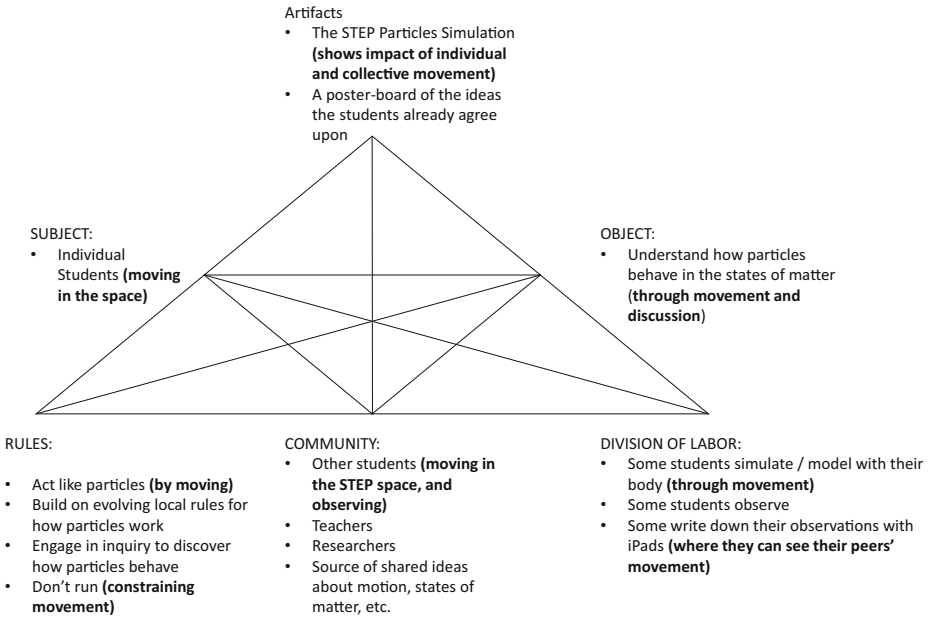 Artifacts
• The STEP Particles Simulation
(shows impact of individual
and collective movement)
• A poster-board of the ideas
the students already agree
upon
SUBJECT:
• Individual
Students (moving
in the space)
OBJECT:
• Understand how particles
behave in the states of matter
(through movement and
discussion)
RULES:
• Act like particles (by moving)
• Build on evolving local rules for
how particles work
• Engage in inquiry to discover
how particles behave
• Don’t run (constraining
movement)
COMMUNITY:
• Other students (moving in
the STEP space, and
observing)
• Teachers
• Researchers
• Source of shared ideas
about motion, states of
matter, etc.
DIVISION OF LABOR:
• Some students simulate / model with their
body (through movement)
• Some students observe
• Some write down their observations with
iPads (where they can see their peers’
movement)